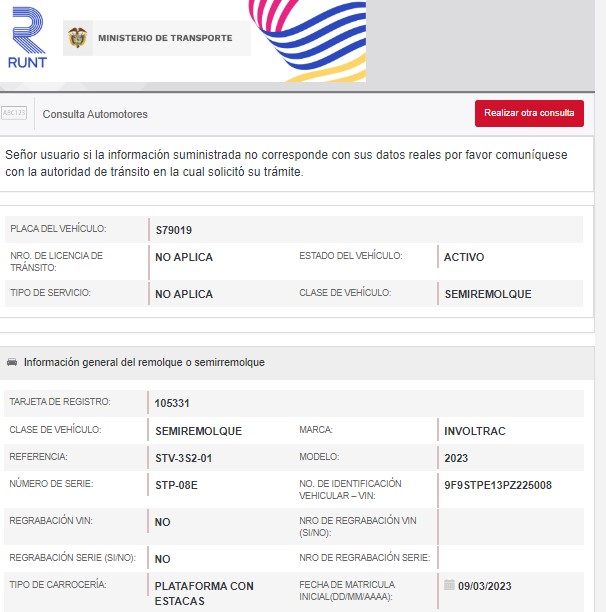 RUNT
MINISTERIO DE TRANSPORTE
Consulta Automotores
Realizar otra consulta
Señor usuario si la información suministrada no corresponde con sus datos reales por favor comuníquese
con la autoridad de tránsito en la cual solicitó su trámite.
PLACA DEL VEHÍCULO: S79019
NRO. DE LICENCIA DE
TRÁNSITO: NO APLICA ESTADO DEL VEHÍCULO: ACTIVO
TIPO DE SERVICIO: NO APLICA CLASE DE VEHÍCULO: SEMIREMOLQUE
Información general del remolque o semirremolque
TARJETA DE REGISTRO: 105331
CLASE DE VEHÍCULO: SEMIREMOLQUE MARCA: INVOLTRAC
REFERENCIA: STV-3S2-01 MODELO: 2023
NÚMERO DE SERIE: STP-08E NO. DE IDENTIFICACIÓN
VEHICULAR – VIN: 9F9STPE13PZ225008
REGRABACIÓN VIN: NO NRO DE REGRABACIÓN VIN
(SI/NO):
REGRABACIÓN SERIE (SI/NO): NO NRO DE REGRABACIÓN SERIE:
TIPO DE CARROCERÍA: PLATAFORMA CON
ESTACAS FECHA DE MATRICULA
INICIAL(DD/MM/AAAA): 09/03/2023